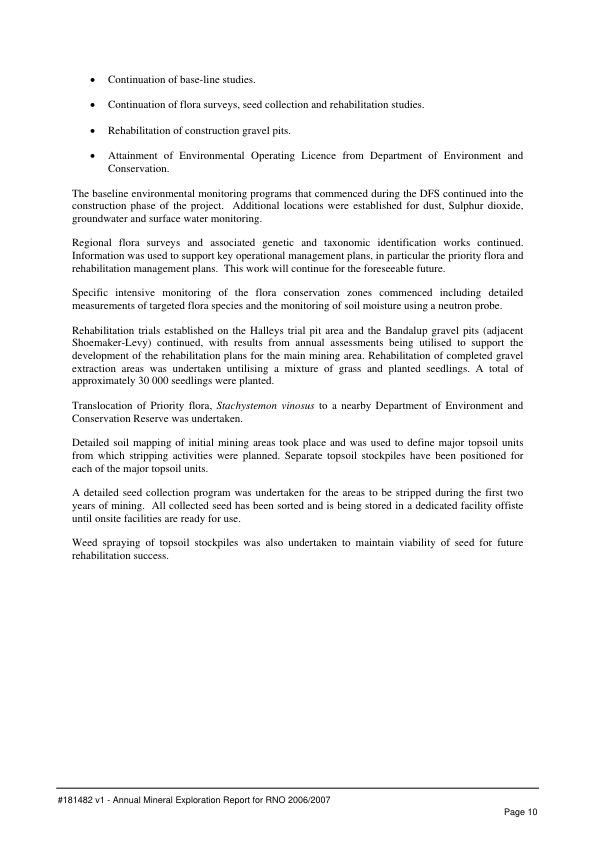 • Continuation of base-line studies.
• Continuation of flora surveys, seed collection and rehabilitation studies.
• Rehabilitation of construction gravel pits.
• Attainment of Environmental Operating Licence from Department of Environment and
Conservation.
The baseline environmental monitoring programs that commenced during the DFS continued into the
construction phase of the project.  Additional locations were established for dust, Sulphur dioxide,
groundwater and surface water monitoring.
Regional flora surveys and associated genetic and taxonomic identification works continued.
Information was used to support key operational management plans, in particular the priority flora and
rehabilitation management plans.  This work will continue for the foreseeable future.
Specific intensive monitoring of the flora conservation zones commenced including detailed
measurements of targeted flora species and the monitoring of soil moisture using a neutron probe.
Rehabilitation trials established on the Halleys trial pit area and the Bandalup gravel pits (adjacent
Shoemaker-Levy) continued, with results from annual assessments being utilised to support the
development of the rehabilitation plans for the main mining area. Rehabilitation of completed gravel
extraction areas was undertaken untilising a mixture of grass and planted seedlings. A total of
approximately 30 000 seedlings were planted.
Translocation of Priority flora, Stachystemon vinosus to a nearby Department of Environment and
Conservation Reserve was undertaken.
Detailed soil mapping of initial mining areas took place and was used to define major topsoil units
from which stripping activities were planned. Separate topsoil stockpiles have been positioned for
each of the major topsoil units.
A detailed seed collection program was undertaken for the areas to be stripped during the first two
years of mining.  All collected seed has been sorted and is being stored in a dedicated facility offiste
until onsite facilities are ready for use.
Weed spraying of topsoil stockpiles was also undertaken to maintain viability of seed for future
rehabilitation success.
#181482 v1 - Annual Mineral Exploration Report for RNO 2006/2007
Page 10